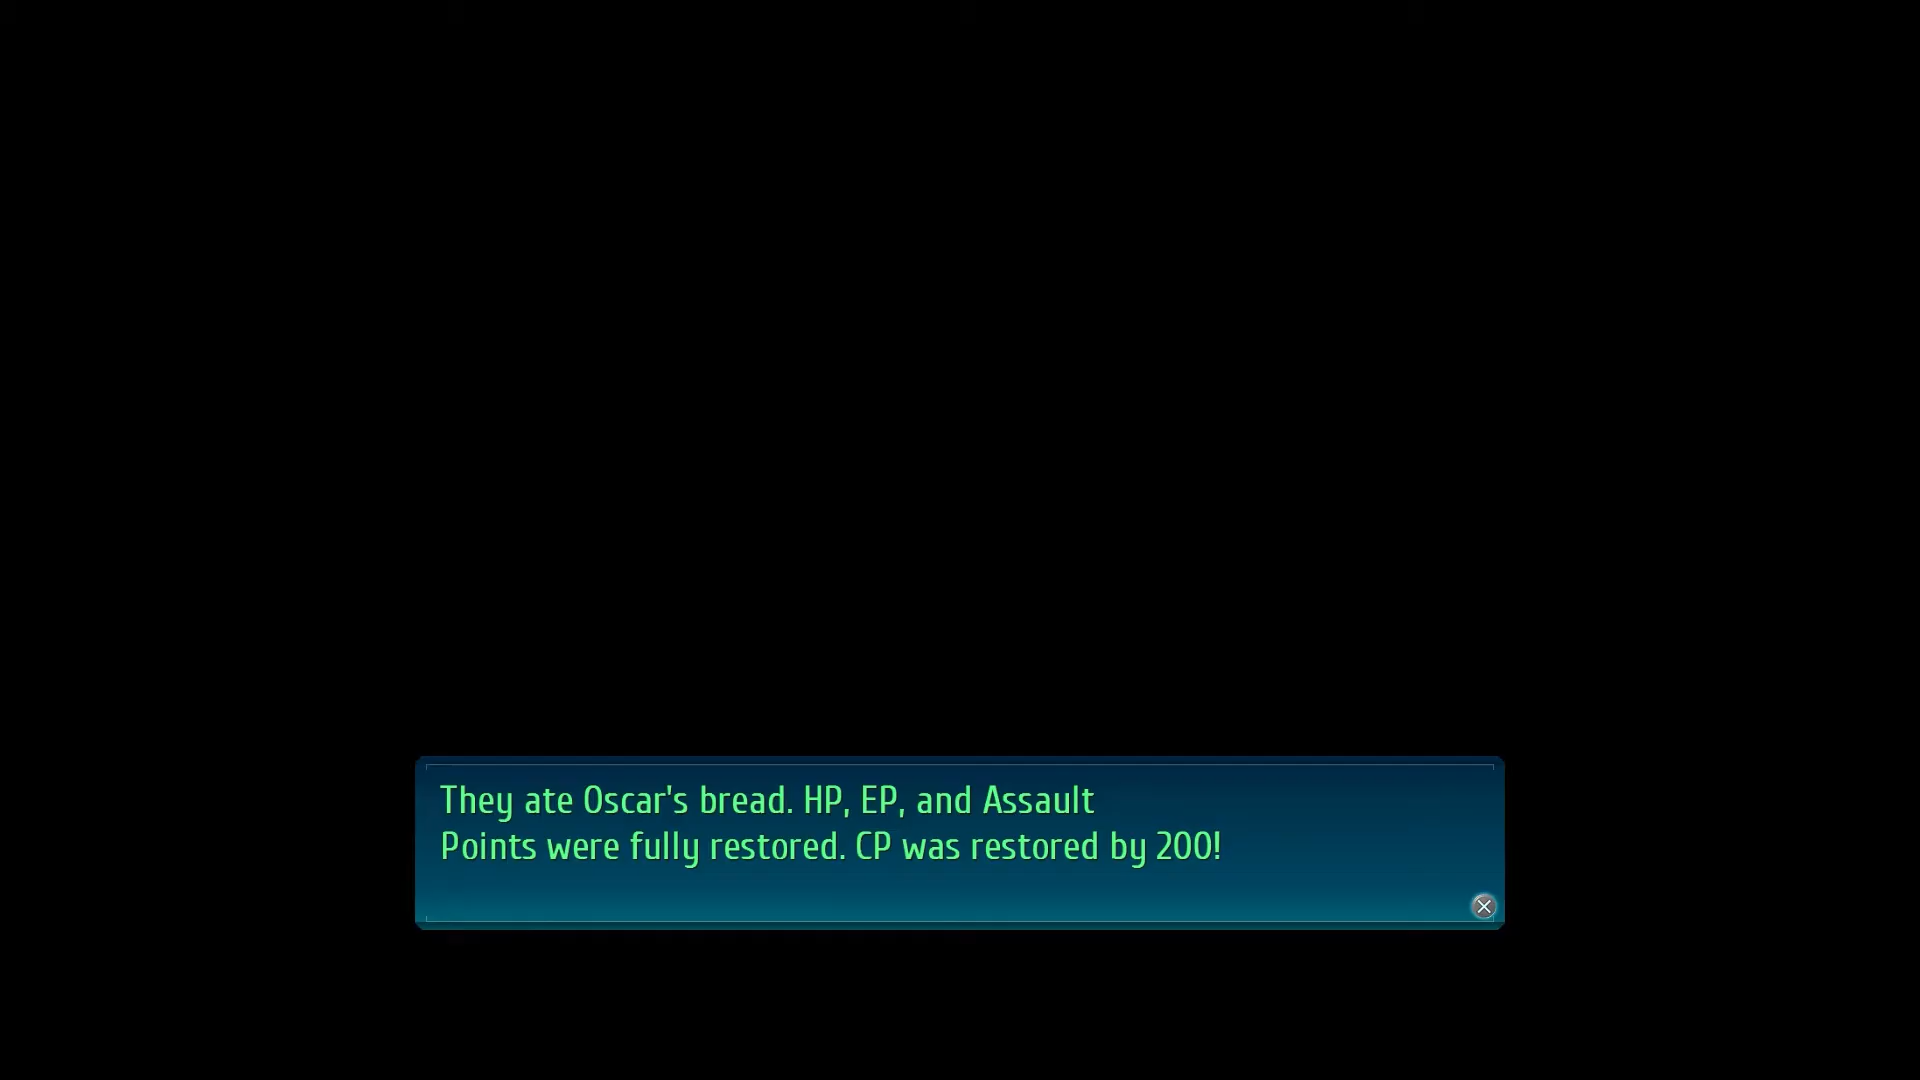 They ate Oscar's bread. HP, EP, and Assault
Points were fully restored. CP was restored by 200!